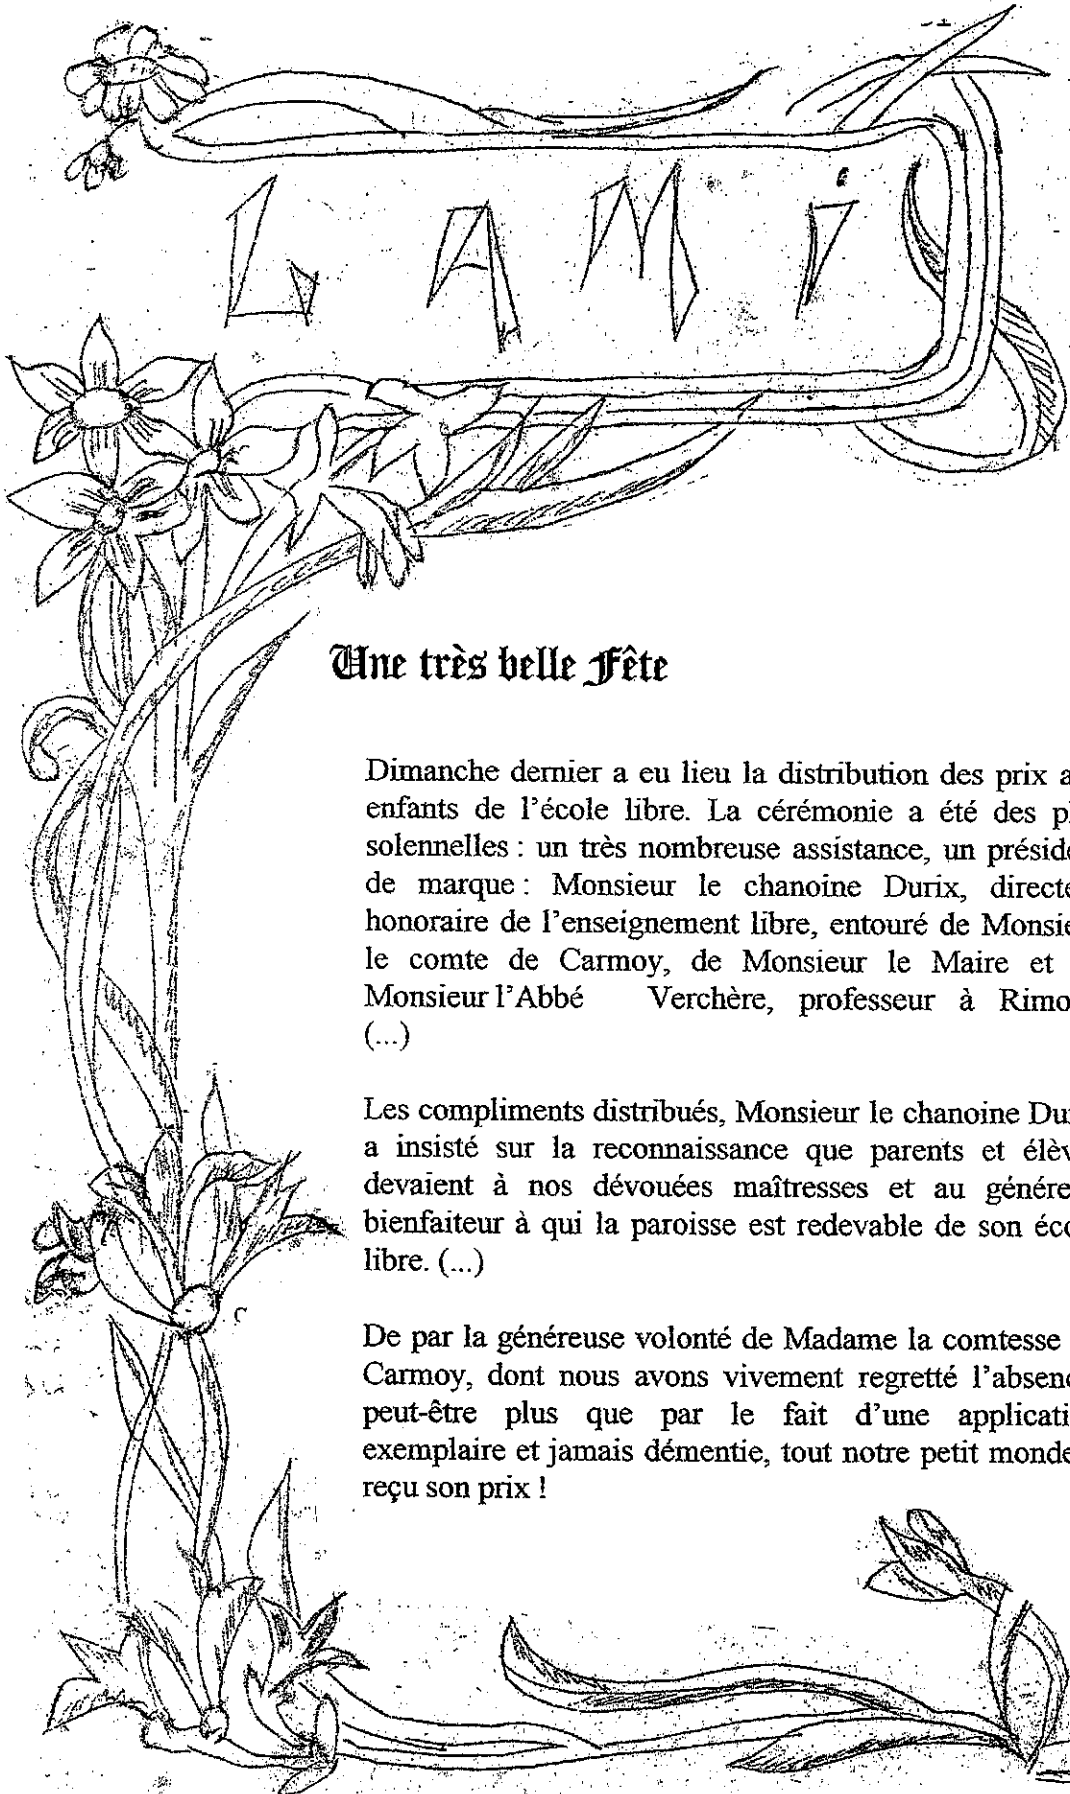 L A M i
Une très belle Fête
Dimanche dernier a eu lieu la distribution des prix a
enfants de l'école libre. La cérémonie a été des p
solennelles : un très nombreuse assistance, un préside
de marque : Monsieur le chanoine Durix, directe
honoraire de l'enseignement libre, entouré de Monsie
le comte de Carmoy, de Monsieur le Maire et
Monsieur l'Abbé Verchère, professeur à Rimo
(...)
Les compliments distribués, Monsieur le chanoine Du
a insisté sur la reconnaissance que parents et élèv
devaient à nos dévouées maîtresses et au génére
bienfaiteur à qui la paroisse est redevable de son éco
libre. (...)
De par la généreuse volonté de Madame la comtesse
Carmoy, dont nous avons vivement regretté l'absen
peut-être plus que par le fait d'une applicati
exemplaire et jamais démentie, tout notre petit monde
reçu son prix !